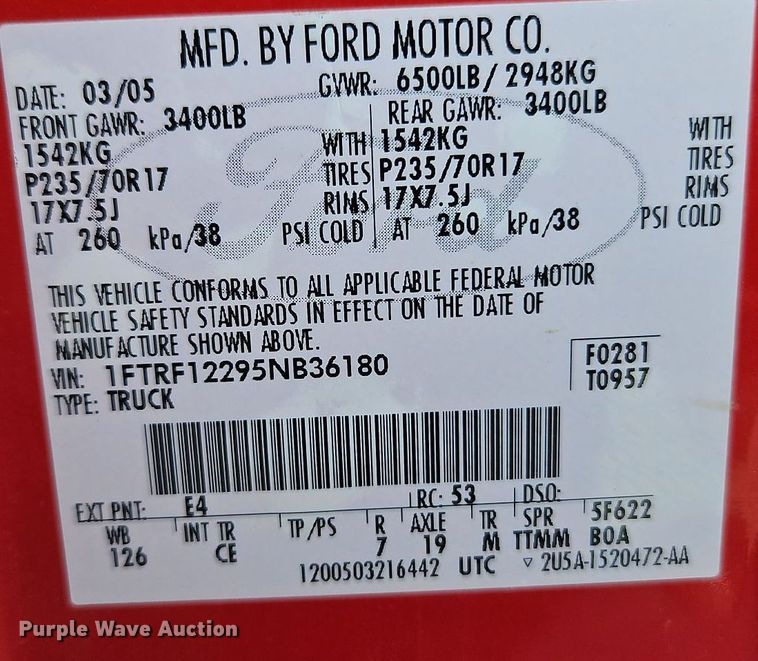 MFD. BY FORD MOTOR CO.
DATE: 03/05 GVWR: 6500LB/ 2948KG
FRONT GAWR: 3400LB REAR GAWR: 3400LB
1542KG WITH 1542KG WITH
P235/70R17 TIRES P235/70R17 TIRES
17X7.5J RIMS 17X7.5J RIMS
AT 260 kPa/38 PSI COLD AT 260 kPa/38 PSI COLD
Ford
THIS VEHICLE CONFORMS TO ALL APPLICABLE FEDERAL MOTOR
VEHICLE SAFETY STANDARDS IN EFFECT ON THE DATE OF
MANUFACTURE SHOWN ABOVE.
VIN: 1FTRF12295NB36180 F0281
TYPE: TRUCK T0957
EXT PNT: E4 RC: 53 DSO:
WB INT TR TP/PS R AXLE TR SPR 5F622
126 CE 7 19 M TTMM BOA
1200503216442 UTC ▽ 2U5A-1520472-AA
Purple Wave Auction